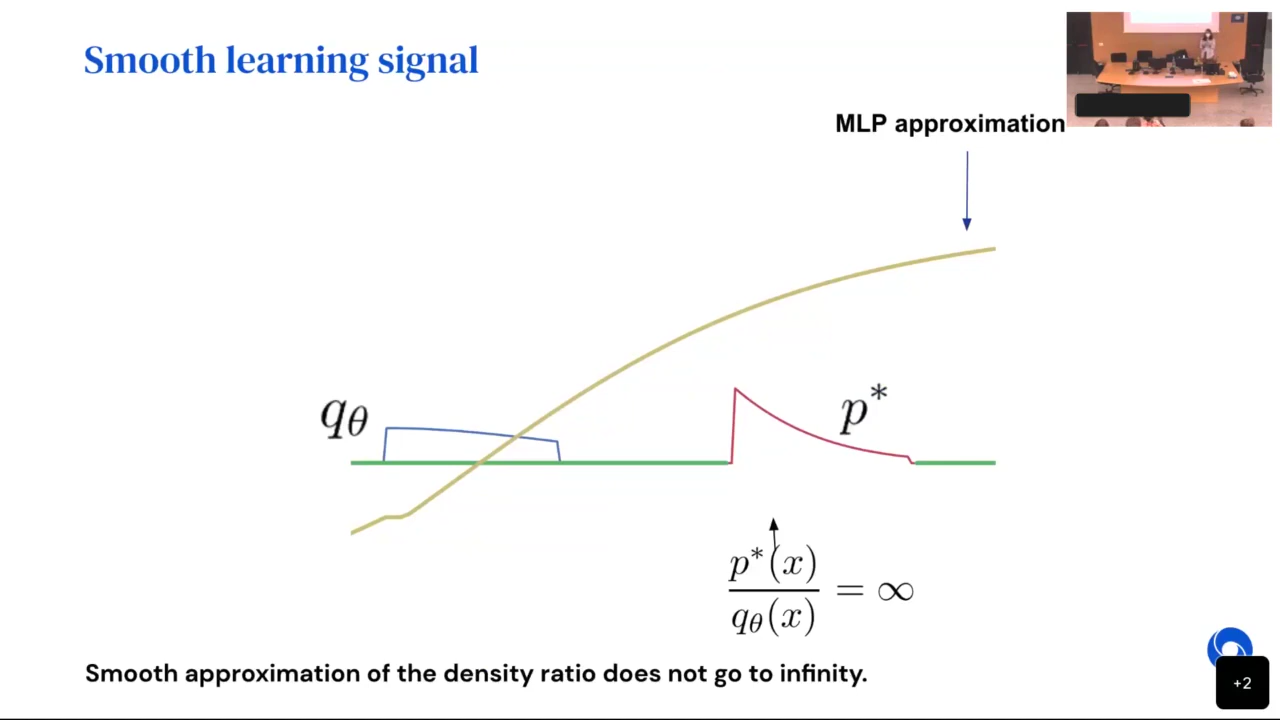 Smooth learning signal
MLP approximation
qθ
p*
p*(x)
qθ(x)
= ∞
Smooth approximation of the density ratio does not go to infinity.
+2